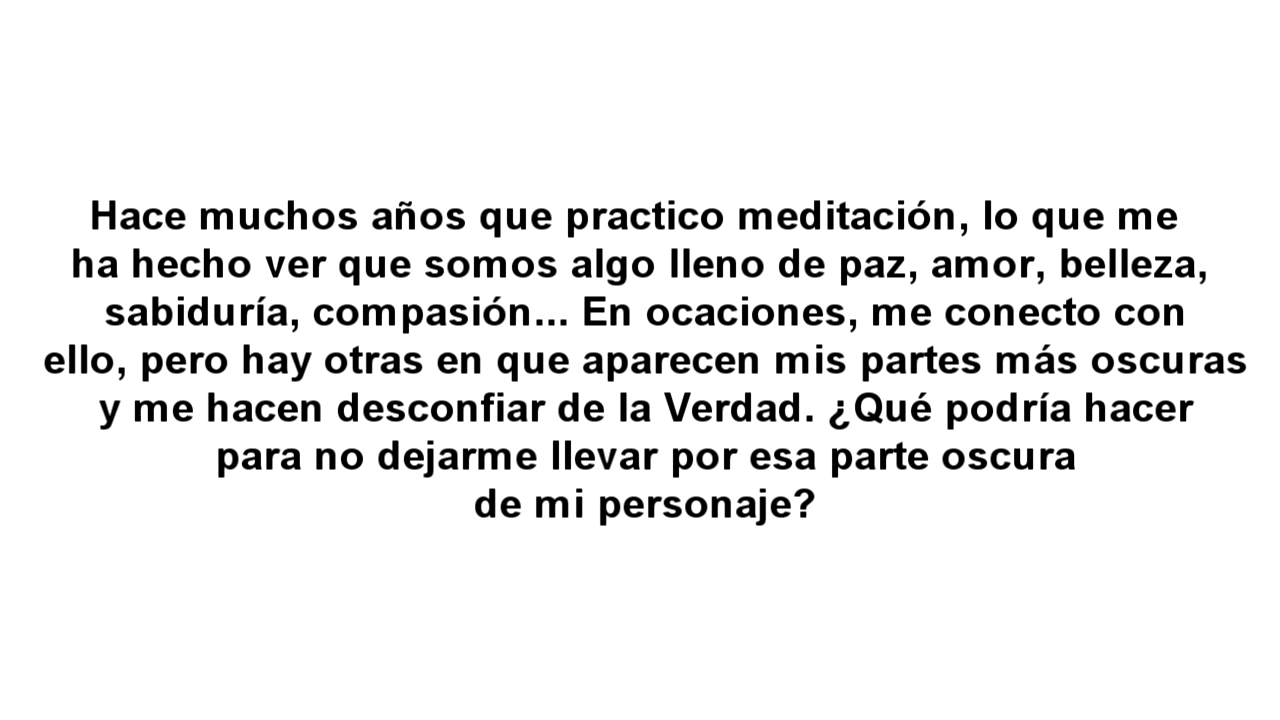 Hace muchos años que practico meditación, lo que me
ha hecho ver que somos algo lleno de paz, amor, belleza,
sabiduría, compasión... En ocaciones, me conecto con
ello, pero hay otras en que aparecen mis partes más oscuras
y me hacen desconfiar de la Verdad. ¿Qué podría hacer
para no dejarme llevar por esa parte oscura
de mi personaje?